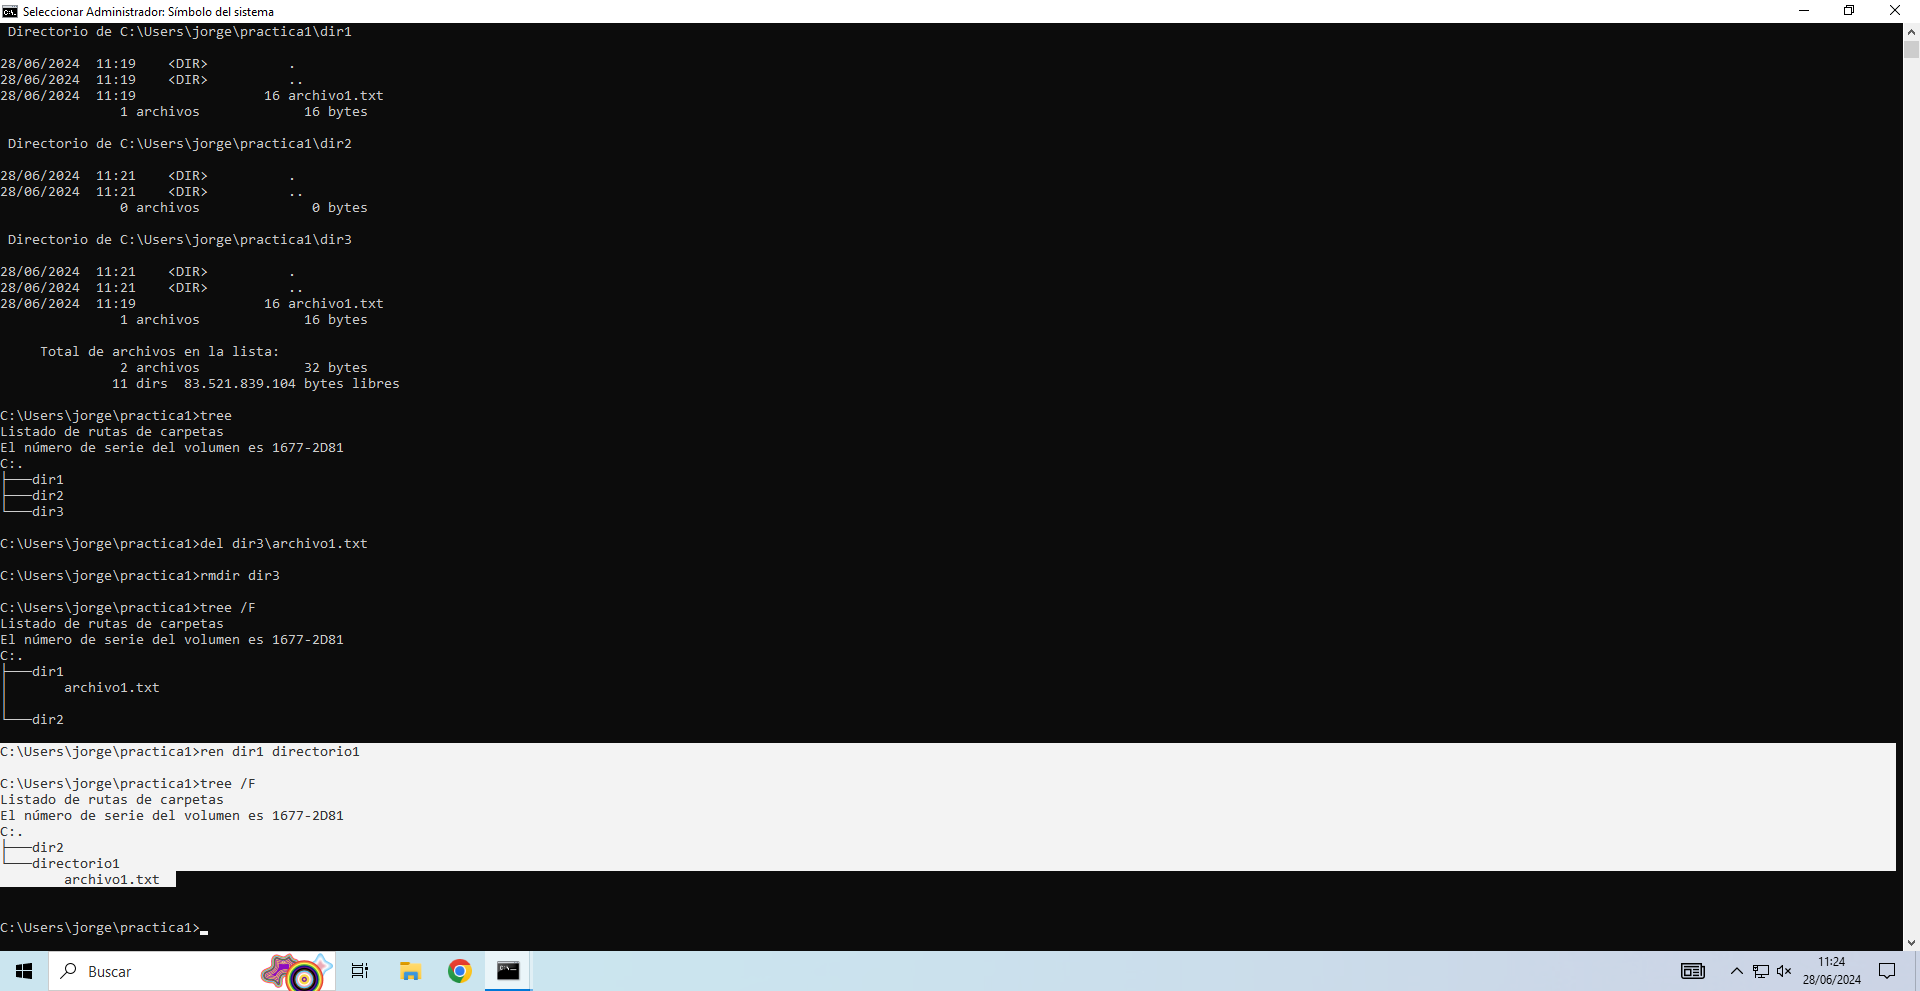 Seleccionar Administrador: Símbolo del sistema
 Directorio de C:\Users\jorge\practica1\dir1
28/06/2024  11:19    <DIR>          .
28/06/2024  11:19    <DIR>          ..
28/06/2024  11:19                16 archivo1.txt
               1 archivos             16 bytes
 Directorio de C:\Users\jorge\practica1\dir2
28/06/2024  11:21    <DIR>          .
28/06/2024  11:21    <DIR>          ..
               0 archivos              0 bytes
 Directorio de C:\Users\jorge\practica1\dir3
28/06/2024  11:21    <DIR>          .
28/06/2024  11:21    <DIR>          ..
28/06/2024  11:19                16 archivo1.txt
               1 archivos             16 bytes
     Total de archivos en la lista:
               2 archivos             32 bytes
              11 dirs  83.521.839.104 bytes libres
C:\Users\jorge\practica1>tree
Listado de rutas de carpetas
El número de serie del volumen es 1677-2D81
C:.
├───dir1
├───dir2
└───dir3
C:\Users\jorge\practica1>del dir3\archivo1.txt
C:\Users\jorge\practica1>rmdir dir3
C:\Users\jorge\practica1>tree /F
Listado de rutas de carpetas
El número de serie del volumen es 1677-2D81
C:.
├───dir1
│       archivo1.txt
│
└───dir2
C:\Users\jorge\practica1>ren dir1 directorio1
C:\Users\jorge\practica1>tree /F
Listado de rutas de carpetas
El número de serie del volumen es 1677-2D81
C:.
├───dir2
└───directorio1
        archivo1.txt
C:\Users\jorge\practica1>
Buscar
11:24
28/06/2024